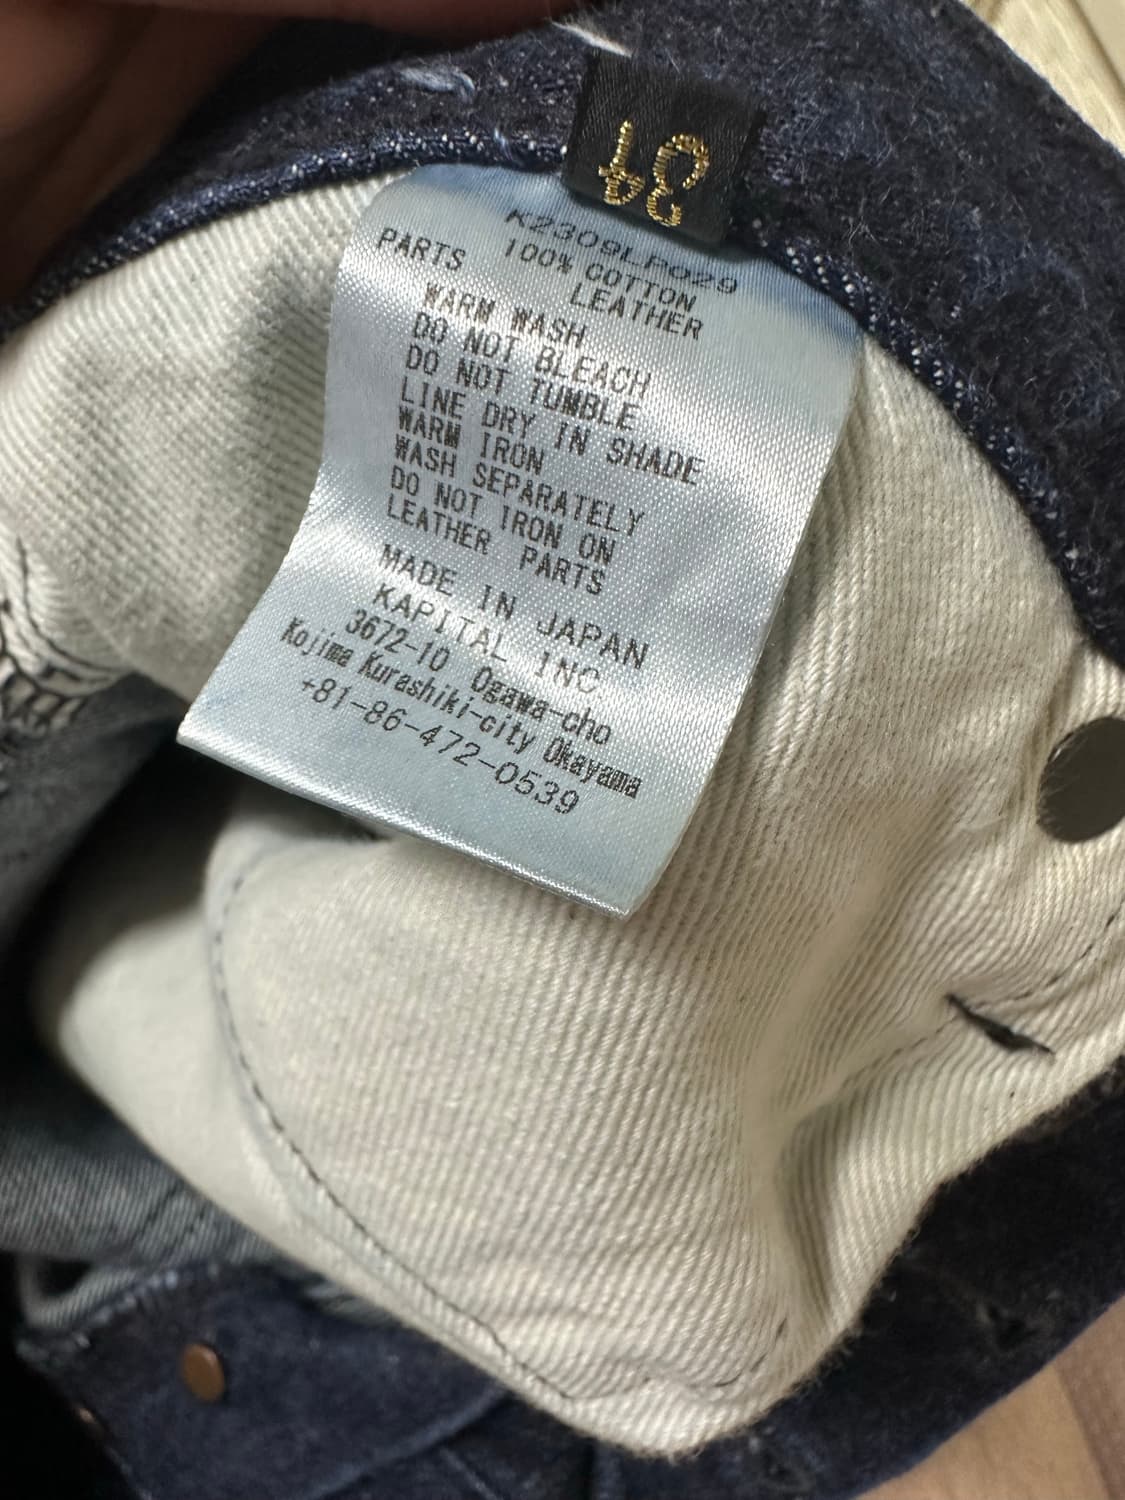 34
K2309LP029
100% COTTON
PARTS LEATHER
WARM WASH
DO NOT BLEACH
DO NOT TUMBLE
LINE DRY IN SHADE
WARM IRON
WASH SEPARATELY
DO NOT IRON ON
LEATHER PARTS
MADE IN JAPAN
KAPITAL INC
3672-10 Ogawa-cho
Kojima Kurashiki-city Okayama
+81-86-472-0539